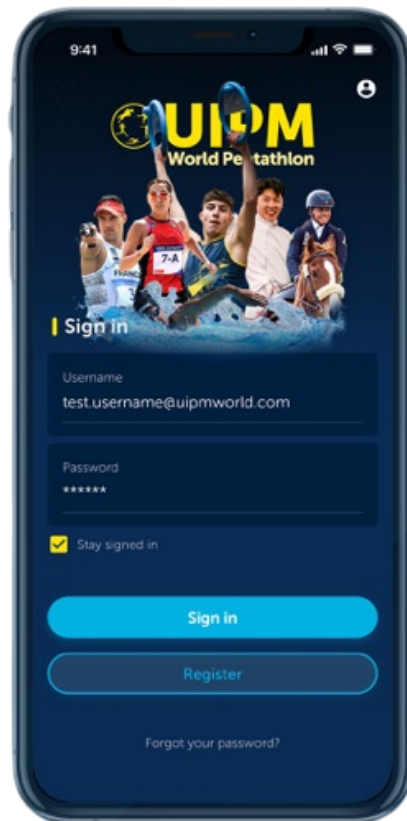 9:41
UIPM
World Pentathlon
FRANC
7-A
Sign in
Username
test.username@uipmworld.com
Password
******
Stay signed in
Sign in
Register
Forgot your password?